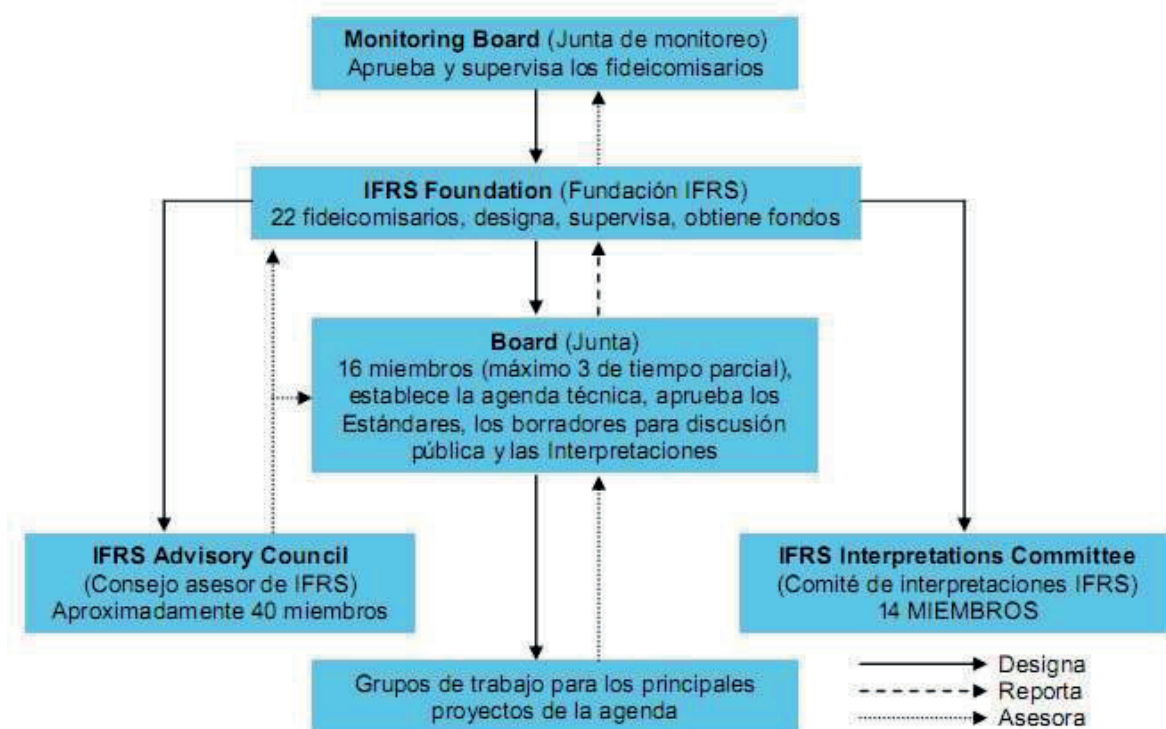 Monitoring Board (Junta de monitoreo)
Aprueba y supervisa los fideicomisarios
IFRS Foundation (Fundación IFRS)
22 fideicomisarios, designa, supervisa, obtiene fondos
Board (Junta)
16 miembros (máximo 3 de tiempo parcial),
establece la agenda técnica, aprueba los
Estándares, los borradores para discusión
pública y las Interpretaciones
IFRS Advisory Council
(Consejo asesor de IFRS)
Aproximadamente 40 miembros
IFRS Interpretations Committee
(Comité de interpretaciones IFRS)
14 MIEMBROS
Grupos de trabajo para los principales
proyectos de la agenda
Designa
Reporta
Asesora